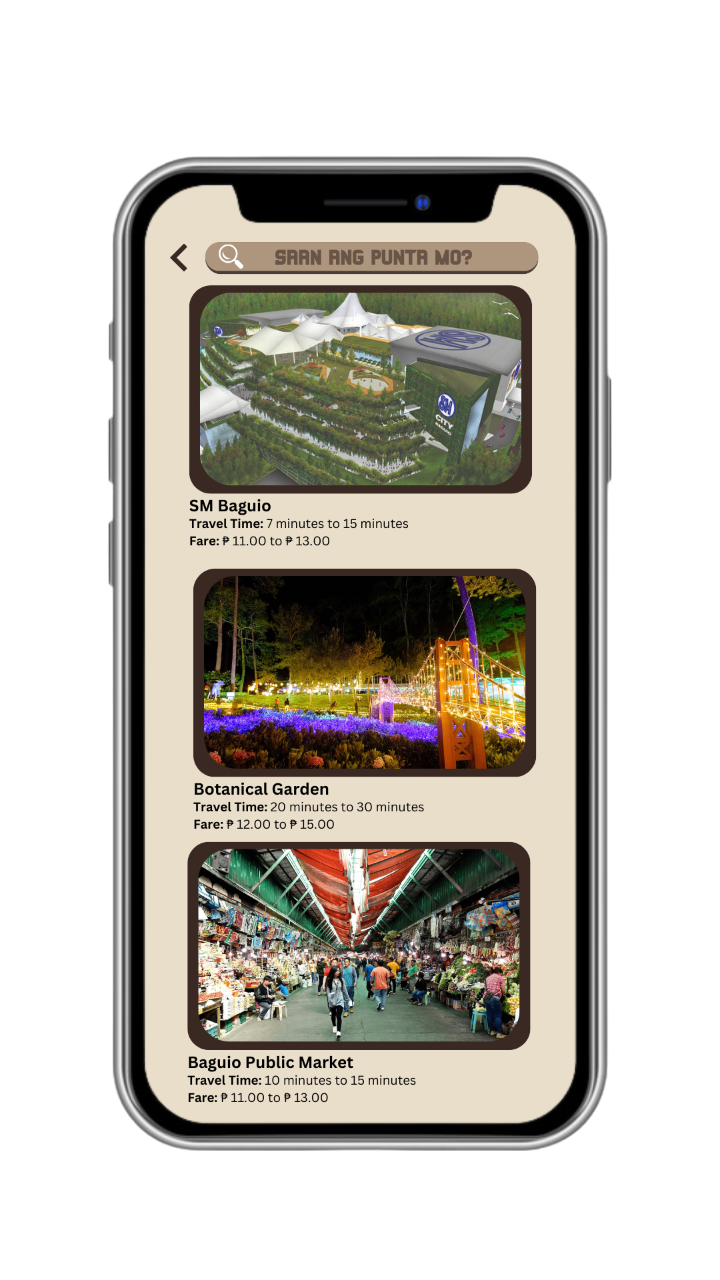 SAAN ANG PUNTA MO?
SM
CITY
SM Baguio
Travel Time: 7 minutes to 15 minutes
Fare: ₱ 11.00 to ₱ 13.00
Botanical Garden
Travel Time: 20 minutes to 30 minutes
Fare: ₱ 12.00 to ₱ 15.00
Baguio Public Market
Travel Time: 10 minutes to 15 minutes
Fare: ₱ 11.00 to ₱ 13.00